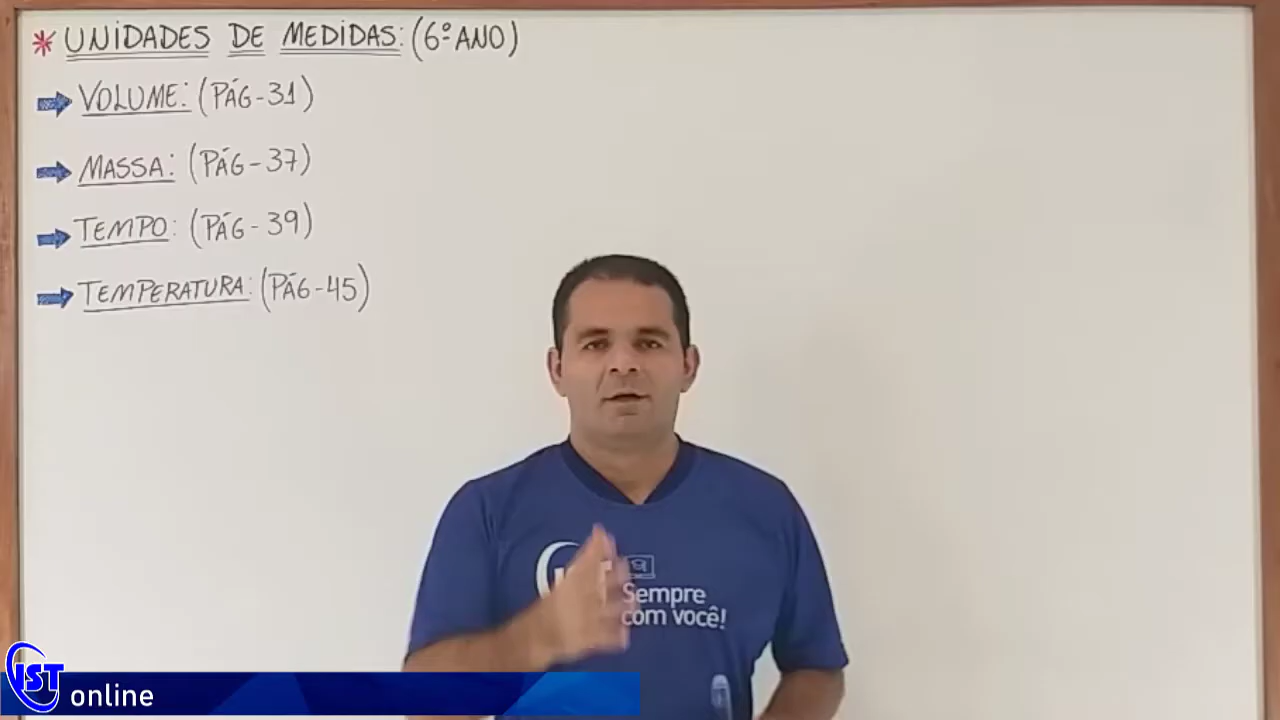 * UNIDADES DE MEDIDAS: (6º ANO)
VOLUME: (PÁG-31)
MASSA: (PÁG-37)
TEMPO: (PÁG-39)
TEMPERATURA: (PÁG-45)
Sempre
com você!
IST
online